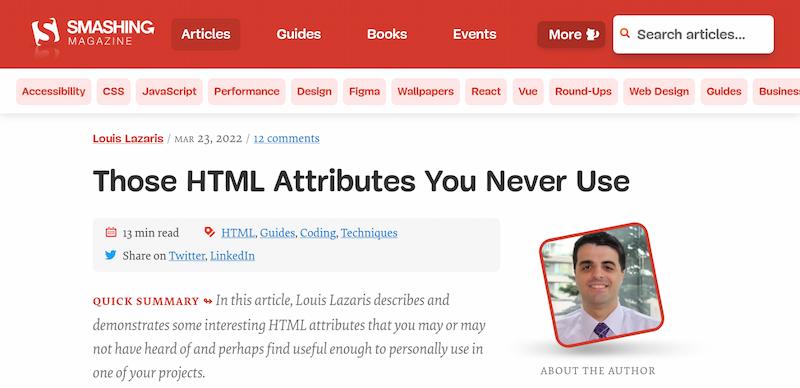 SMASHING
MAGAZINE
Articles
Guides
Books
Events
More
Search articles...
Accessibility CSS JavaScript Performance Design Figma Wallpapers React Vue Round-Ups Web Design Guides Business
Louis Lazaris / MAR 23, 2022 / 12 comments
Those HTML Attributes You Never Use
13 min read HTML, Guides, Coding, Techniques
Share on Twitter, LinkedIn
QUICK SUMMARY ↬ In this article, Louis Lazaris describes and
demonstrates some interesting HTML attributes that you may or may
not have heard of and perhaps find useful enough to personally use in
one of your projects.
ABOUT THE AUTHOR